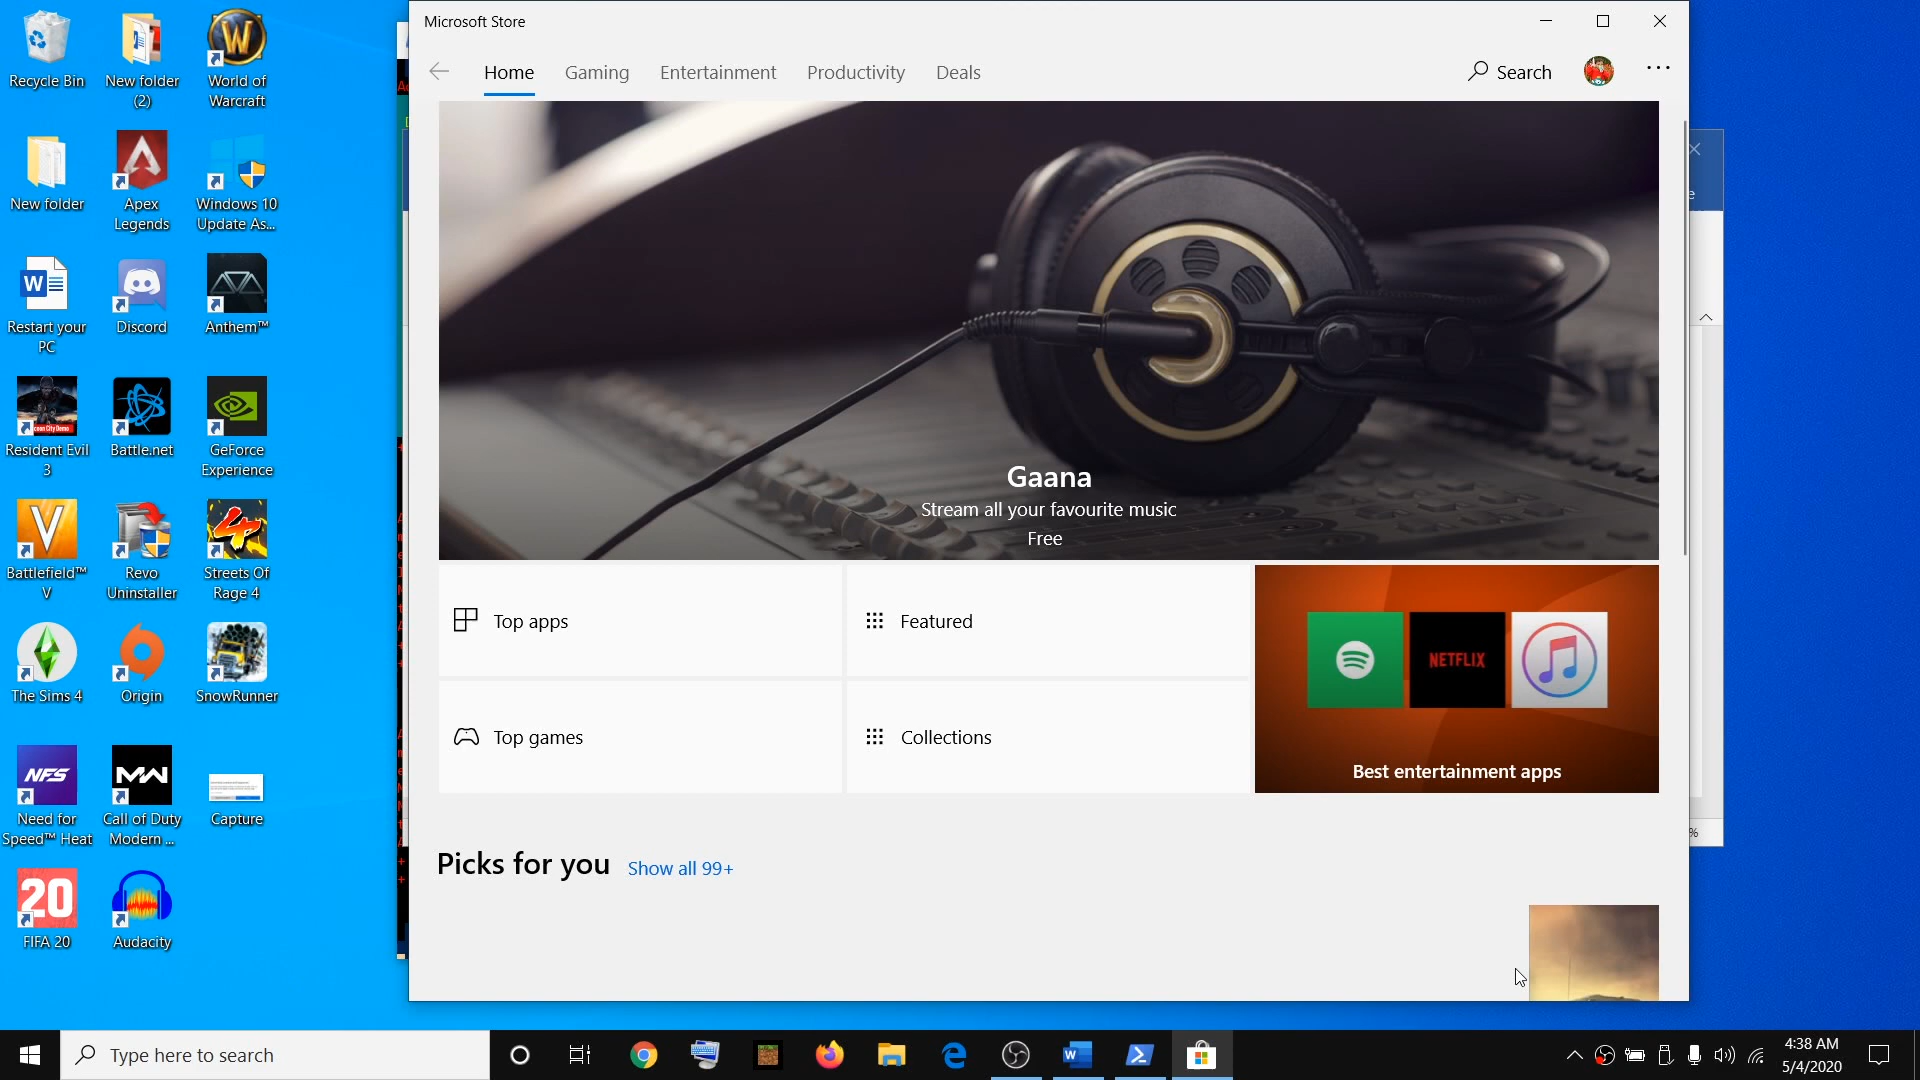 Microsoft Store
Home
Gaming
Entertainment
Productivity
Deals
Search
Gaana
Stream all your favourite music
Free
Top apps
Featured
Top games
Collections
NETFLIX
Best entertainment apps
Picks for you
Show all 99+
Recycle Bin
New folder
(2)
World of
Warcraft
New folder
Apex
Legends
Windows 10
Update As...
Restart your
PC
Discord
Anthem™
Resident Evil
3
Battle.net
GeForce
Experience
Battlefield™
V
Revo
Uninstaller
Streets Of
Rage 4
The Sims 4
Origin
SnowRunner
NFS
Need for
Speed™ Heat
MW
Call of Duty
Modern ...
Capture
20
FIFA 20
Audacity
e
%
Type here to search
4:38 AM
5/4/2020